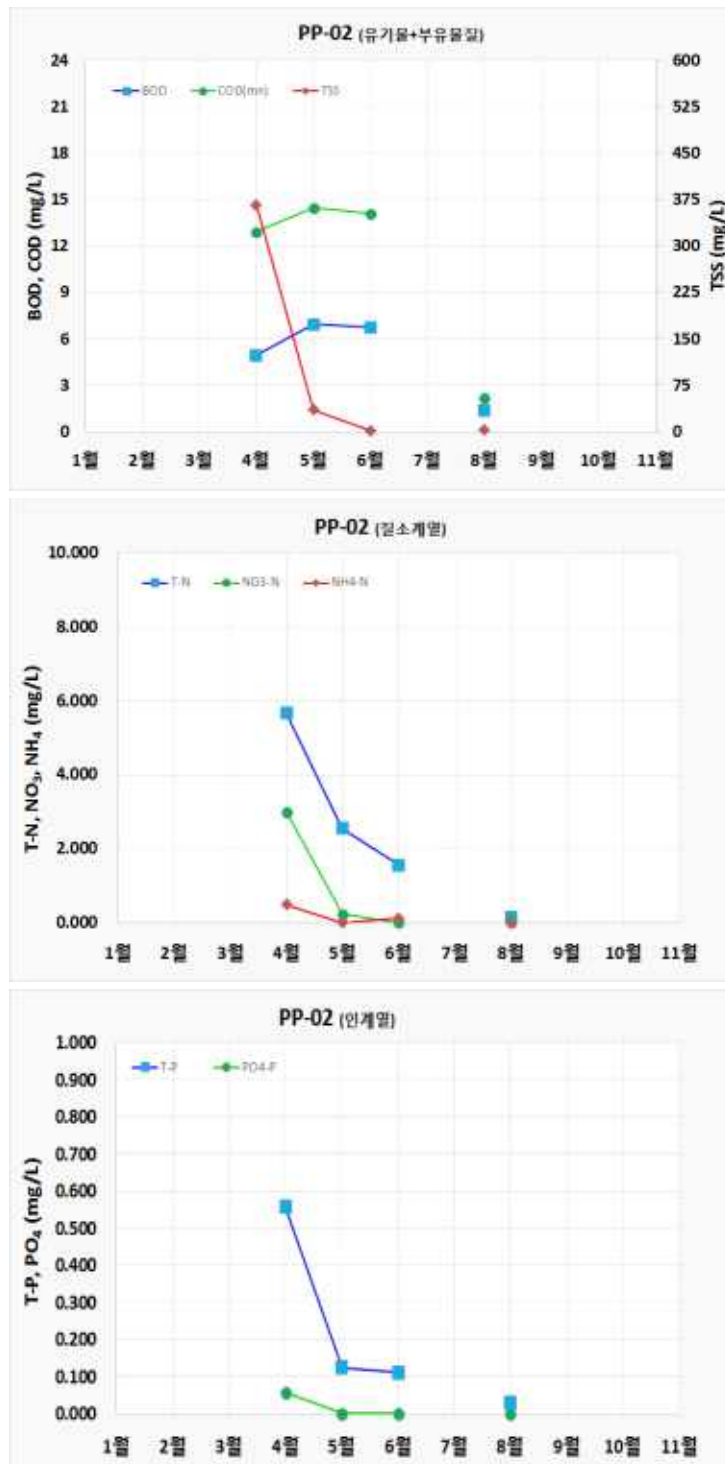 PP-02 (유기물+부유물질)
BOD COD(mn) TSS
BOD, COD (mg/L)
24
21
18
15
12
9
6
3
0
TSS (mg/L)
600
525
450
375
300
225
150
75
0
1월 2월 3월 4월 5월 6월 7월 8월 9월 10월 11월
PP-02 (질소계열)
T-N NO3-N NH4-N
T-N, NO₃, NH₄ (mg/L)
10.000
8.000
6.000
4.000
2.000
0.000
1월 2월 3월 4월 5월 6월 7월 8월 9월 10월 11월
PP-02 (인계열)
T-P PO4-P
T-P, PO₄ (mg/L)
1.000
0.900
0.800
0.700
0.600
0.500
0.400
0.300
0.200
0.100
0.000
1월 2월 3월 4월 5월 6월 7월 8월 9월 10월 11월